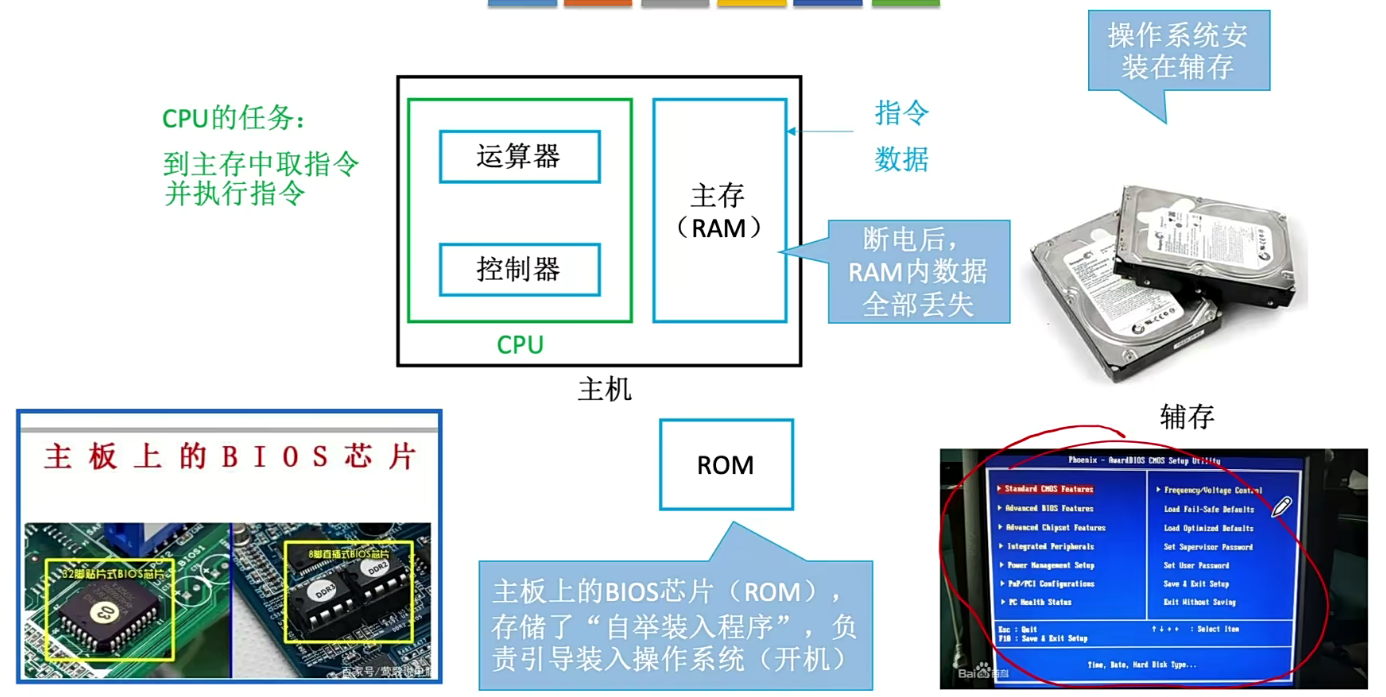 操作系统安
装在辅存
CPU的任务：
到主存中取指令
并执行指令
运算器
控制器
CPU
主存
（RAM）
主机
指令
数据
断电后，
RAM内数据
全部丢失
辅存
主板上的BIOS芯片
32脚贴片式BIOS芯片
8脚直插式BIOS芯片
03
DDR3
DDR2
BIOS1
ROM
主板上的BIOS芯片（ROM），
存储了“自举装入程序”，负
责引导装入操作系统（开机）
Phoenix - AwardBIOS CMOS Setup Utility
Standard CMOS Features
Advanced BIOS Features
Advanced Chipset Features
Integrated Peripherals
Power Management Setup
PnP/PCI Configurations
PC Health Status
Frequency/Voltage Control
Load Fail-Safe Defaults
Load Optimized Defaults
Set Supervisor Password
Set User Password
Save & Exit Setup
Exit Without Saving
Esc : Quit
F10 : Save & Exit Setup
: Select Item
Time, Date, Hard Disk Type...
Bai百科